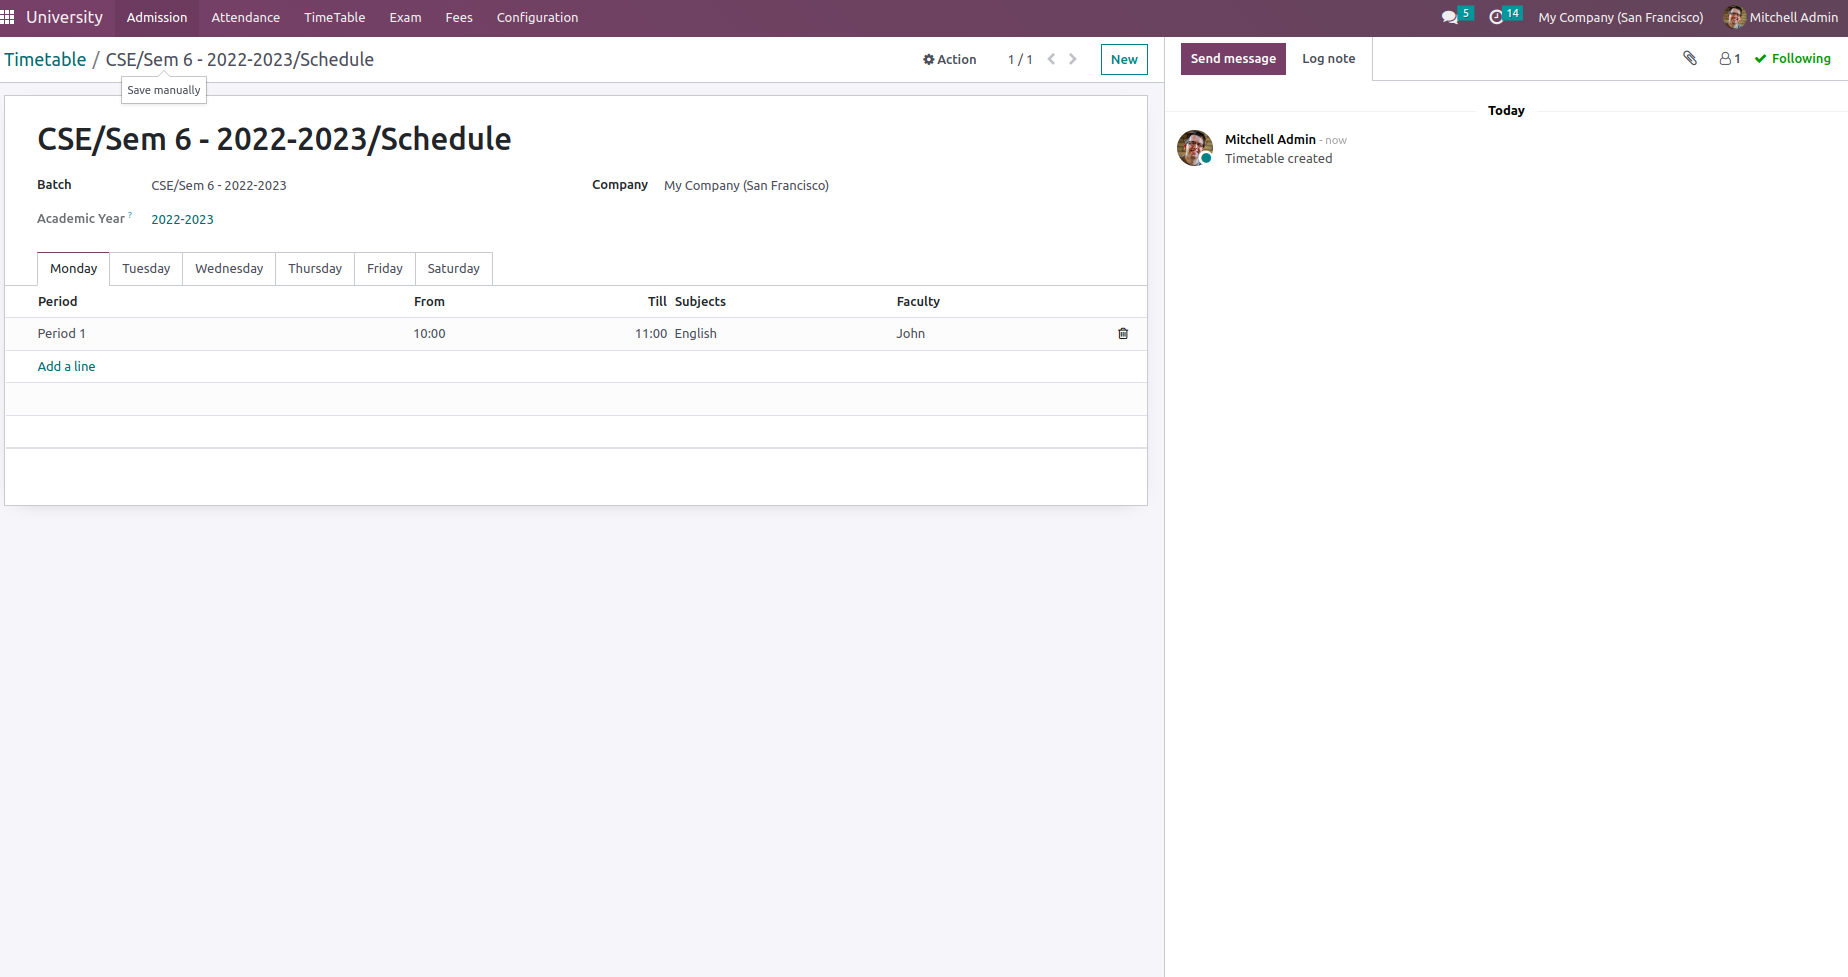 University Admission Attendance TimeTable Exam Fees Configuration 5 14 My Company (San Francisco) Mitchell Admin
Timetable / CSE/Sem 6 - 2022-2023/Schedule Action 1 / 1 New
Save manually
CSE/Sem 6 - 2022-2023/Schedule
Batch CSE/Sem 6 - 2022-2023 Company My Company (San Francisco)
Academic Year ? 2022-2023
Monday Tuesday Wednesday Thursday Friday Saturday
Period From Till Subjects Faculty
Period 1 10:00 11:00 English John
Add a line
Send message Log note 1 Following
Today
Mitchell Admin - now
Timetable created